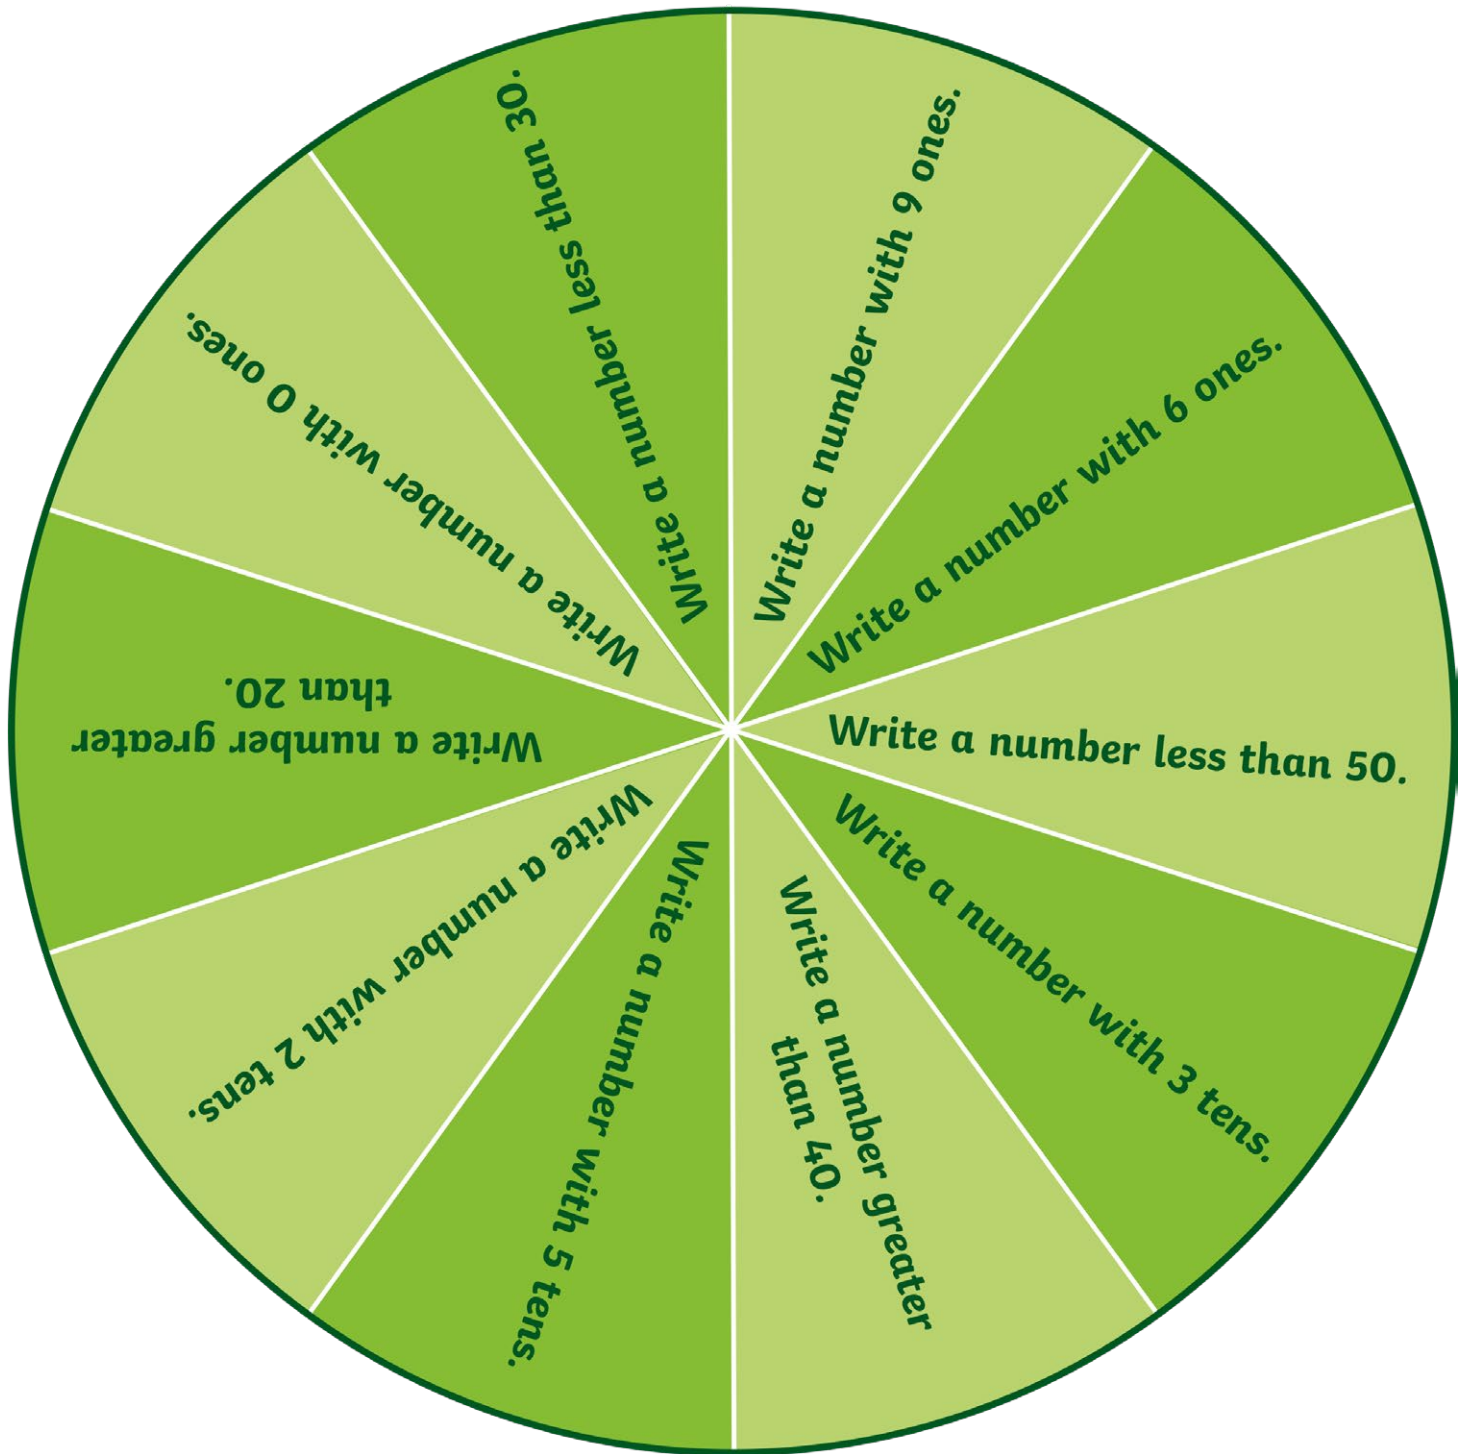 Write a number with 9 ones.
Write a number with 6 ones.
Write a number less than 50.
Write a number with 3 tens.
Write a number greater
than 40.
Write a number with 5 tens.
Write a number with 2 tens.
Write a number greater
than 20.
Write a number with 0 ones.
Write a number less than 30.